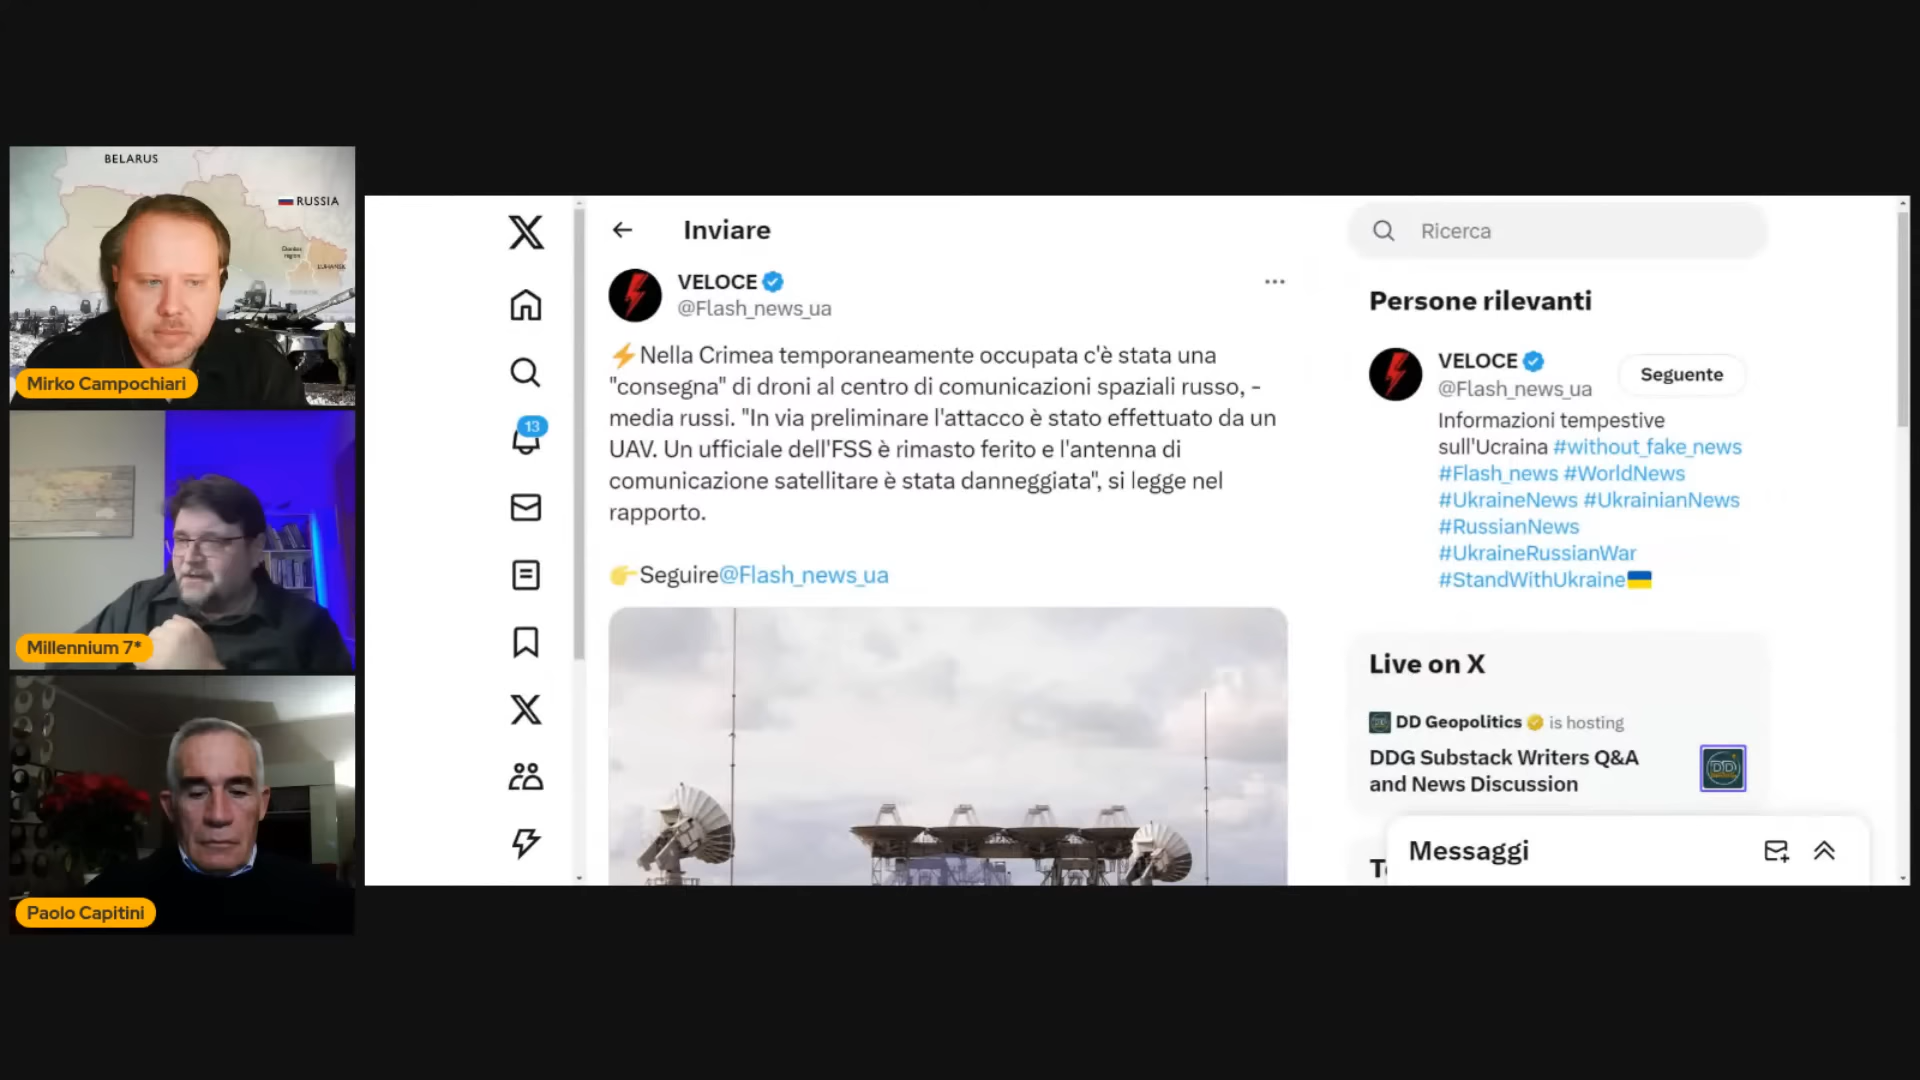 BELARUS
RUSSIA
LUHANSK
Mirko Campochiari
Millennium 7*
Paolo Capitini
Inviare
VELOCE
@Flash_news_ua
⚡Nella Crimea temporaneamente occupata c'è stata una
"consegna" di droni al centro di comunicazioni spaziali russo, -
media russi. "In via preliminare l'attacco è stato effettuato da un
UAV. Un ufficiale dell'FSS è rimasto ferito e l'antenna di
comunicazione satellitare è stata danneggiata", si legge nel
rapporto.
👉Seguire@Flash_news_ua
13
Ricerca
Persone rilevanti
VELOCE
@Flash_news_ua
Seguente
Informazioni tempestive
sull'Ucraina #without_fake_news
#Flash_news #WorldNews
#UkraineNews #UkrainianNews
#RussianNews
#UkraineRussianWar
#StandWithUkraine🇺🇦
Live on X
DD Geopolitics is hosting
DDG Substack Writers Q&A
and News Discussion
Messaggi